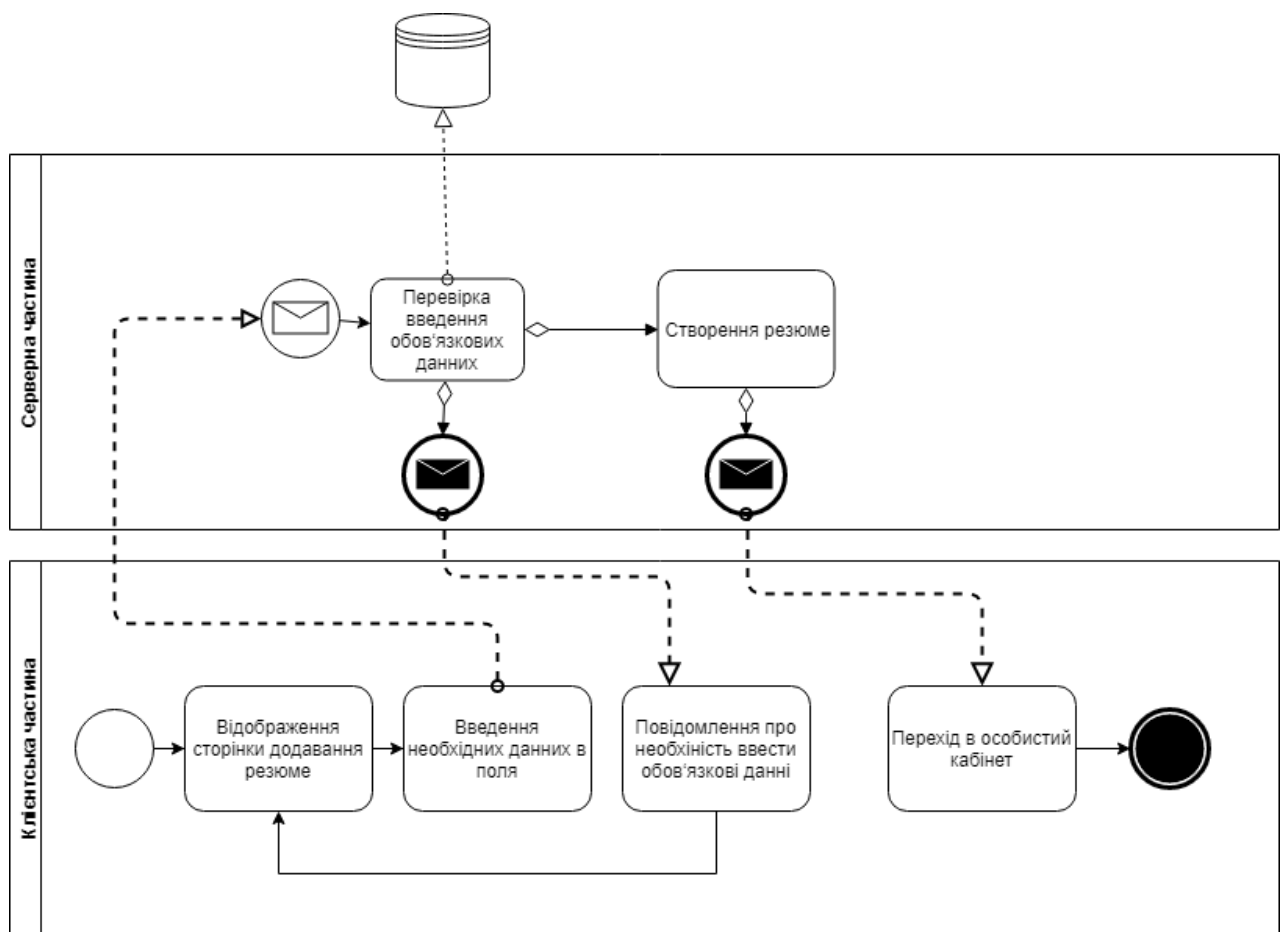 Серверна частина
Перевірка
введення
обов'язкових
данних
Створення резюме
Клієнтська частина
Відображення
сторінки додавання
резюме
Введення
необхідних данних в
поля
Повідомлення про
необхіність ввести
обов'язкові данні
Перехід в особистий
кабінет